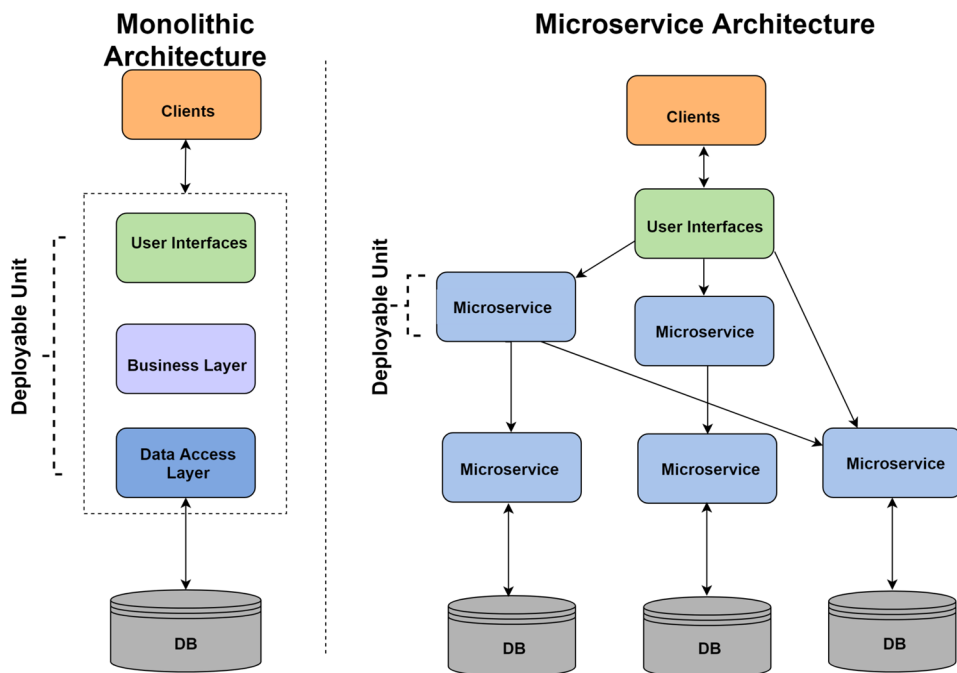 Monolithic
Architecture
Clients
Deployable Unit
User Interfaces
Business Layer
Data Access
Layer
DB
Microservice Architecture
Clients
User Interfaces
Deployable Unit
Microservice
Microservice
Microservice
Microservice
Microservice
DB
DB
DB